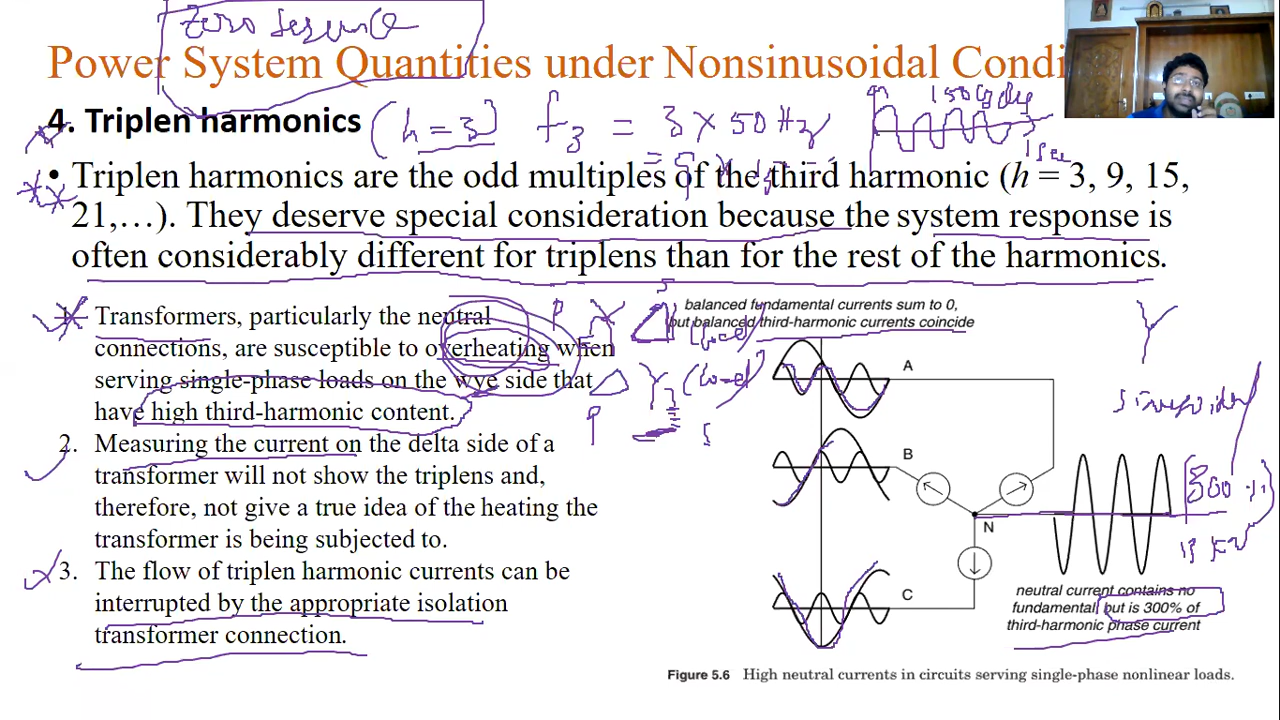 zero sequence
Power System Quantities under Nonsinusoidal Condi
4. Triplen harmonics (h = 3) f3 = 3 x 50 Hz
150 cycles
1 sec
• Triplen harmonics are the odd multiples of the third harmonic (h = 3, 9, 15,
21,…). They deserve special consideration because the system response is
often considerably different for triplens than for the rest of the harmonics.
1. Transformers, particularly the neutral
connections, are susceptible to overheating when
serving single-phase loads on the wye side that
have high third-harmonic content.
2. Measuring the current on the delta side of a
transformer will not show the triplens and,
therefore, not give a true idea of the heating the
transformer is being subjected to.
3. The flow of triplen harmonic currents can be
interrupted by the appropriate isolation
transformer connection.
P Y
(load)
Y (load)
P
S
balanced fundamental currents sum to 0,
but balanced third-harmonic currents coincide
A
B
C
N
Y
sinusoidal
300 %
neutral current contains no
fundamental, but is 300% of
third-harmonic phase current
Figure 5.6 High neutral currents in circuits serving single-phase nonlinear loads.